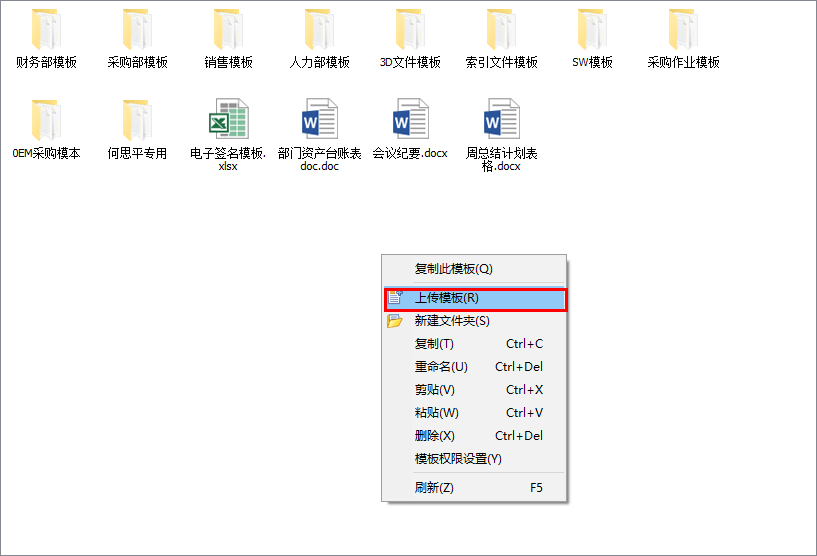 财务部模板
采购部模板
销售模板
人力部模板
3D文件模板
索引文件模板
SW模板
采购作业模板
OEM采购模本
何思平专用
电子签名模板.
xlsx
部门资产台账表
doc.doc
会议纪要.docx
周总结计划表
格.docx
复制此模板(Q)
上传模板(R)
新建文件夹(S)
复制(T) Ctrl+C
重命名(U) Ctrl+Del
剪贴(V) Ctrl+X
粘贴(W) Ctrl+V
删除(X) Ctrl+Del
模板权限设置(Y)
刷新(Z) F5